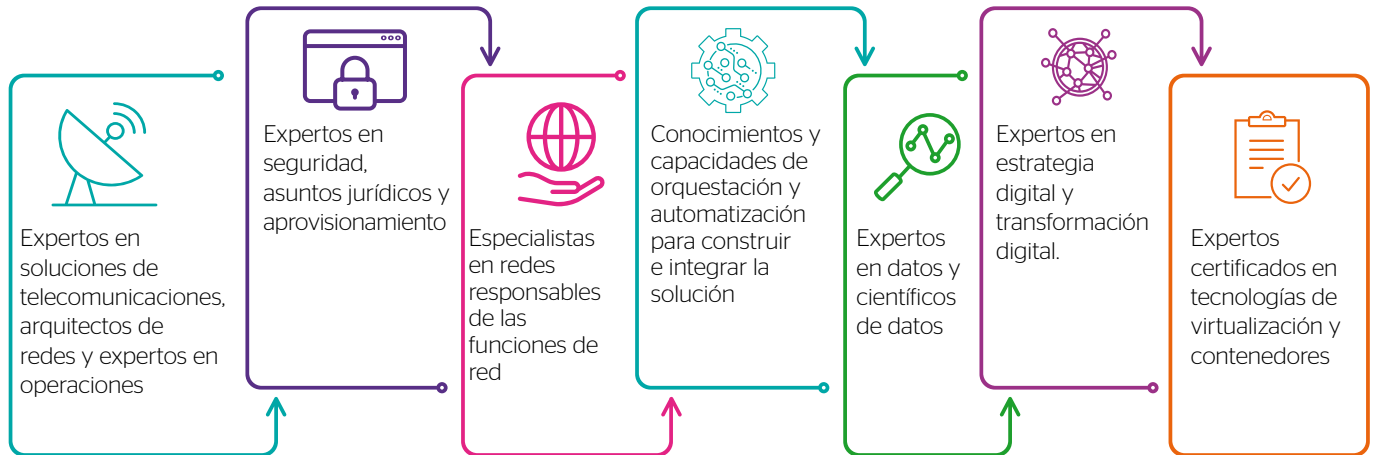 Expertos en
soluciones de
telecomunicaciones,
arquitectos de
redes y expertos en
operaciones
Expertos en
seguridad,
asuntos jurídicos y
aprovisionamiento
Especialistas
en redes
responsables
de las
funciones de
red
Conocimientos y
capacidades de
orquestación y
automatización
para construir
e integrar la
solución
Expertos
en datos y
científicos
de datos
Expertos en
estrategia
digital y
transformación
digital.
Expertos
certificados en
tecnologías de
virtualización y
contenedores